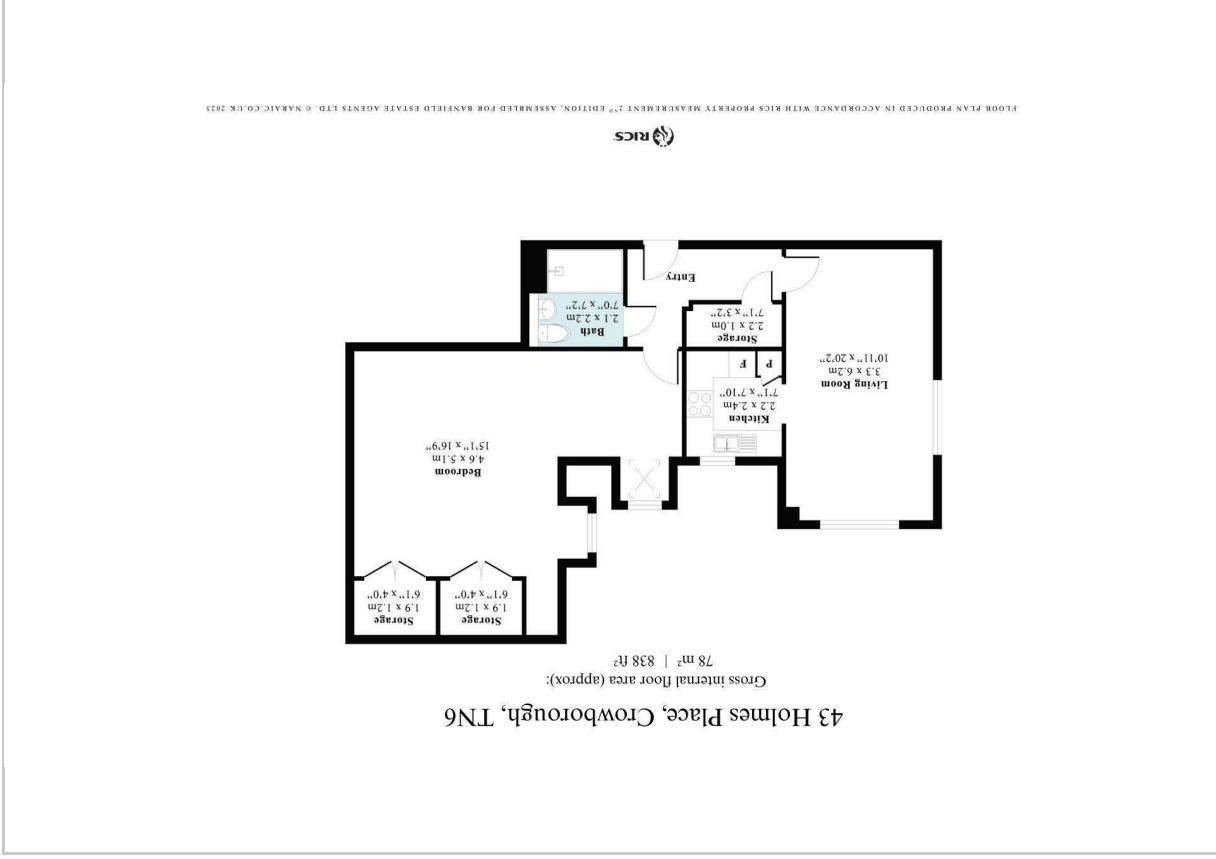 43 Holmes Place, Crowborough, TN6
Gross internal floor area (approx):
78 m² | 838 ft²
Storage
1.9 x 1.2m
6'1" x 4'0"
Storage
1.9 x 1.2m
6'1" x 4'0"
Bedroom
4.6 x 5.1m
15'1" x 16'9"
Kitchen
2.2 x 2.4m
7'1" x 7'10"
P
F
Living Room
3.3 x 6.2m
10'11" x 20'2"
Storage
2.2 x 1.0m
7'1" x 3'2"
Bath
2.1 x 2.2m
7'0" x 7'2"
Entry
RICS
FLOOR PLAN PRODUCED IN ACCORDANCE WITH RICS PROPERTY MEASUREMENT 2ND EDITION, ASSEMBLED FOR BANFIELD ESTATE AGENTS LTD. © NARAIC.CO.UK 2025